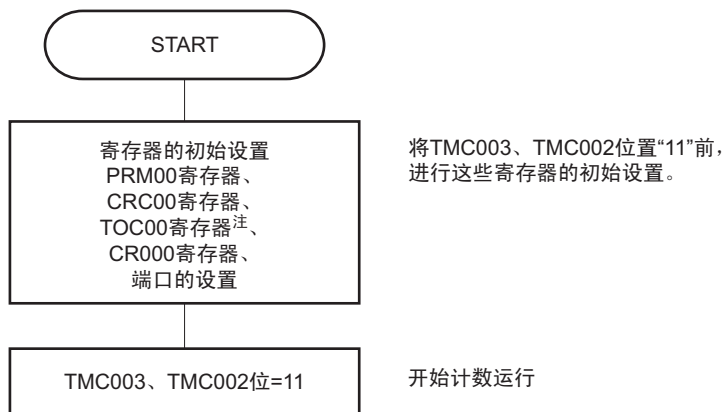 START
寄存器的初始设置
PRM00寄存器、
CRC00寄存器、
TOC00寄存器注、
CR000寄存器、
端口的设置
将TMC003、TMC002位置“11”前，
进行这些寄存器的初始设置。
TMC003、TMC002位=11
开始计数运行